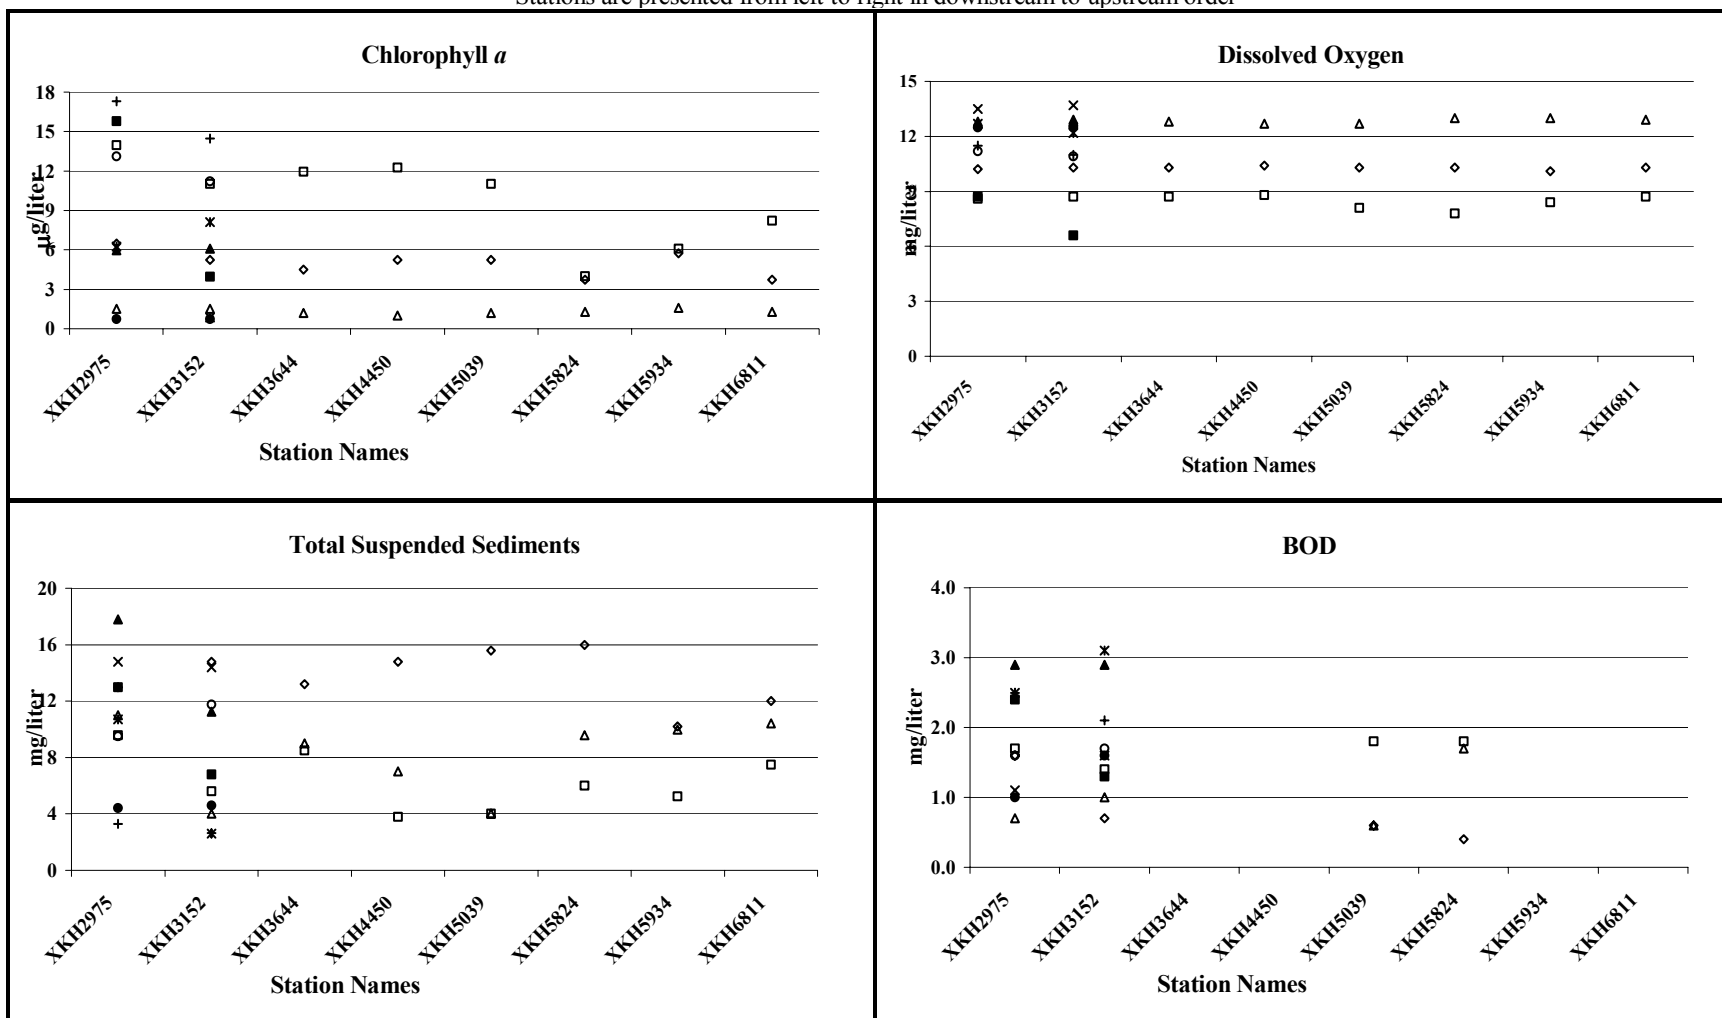 Stations are presented from left to right in downstream to upstream order
Chlorophyll a
18
15
12
9
6
3
0
µg/liter
XKH2975
XKH3152
XKH3644
XKH4450
XKH5039
XKH5824
XKH5934
XKH6811
Station Names
Dissolved Oxygen
15
12
9
6
3
0
mg/liter
XKH2975
XKH3152
XKH3644
XKH4450
XKH5039
XKH5824
XKH5934
XKH6811
Station Names
Total Suspended Sediments
20
16
12
8
4
0
mg/liter
XKH2975
XKH3152
XKH3644
XKH4450
XKH5039
XKH5824
XKH5934
XKH6811
Station Names
BOD
4.0
3.0
2.0
1.0
0.0
mg/liter
XKH2975
XKH3152
XKH3644
XKH4450
XKH5039
XKH5824
XKH5934
XKH6811
Station Names